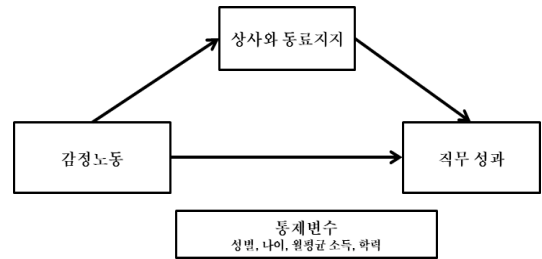 상사와 동료지지
감정노동
직무 성과
통제변수
성별, 나이, 월평균 소득, 학력